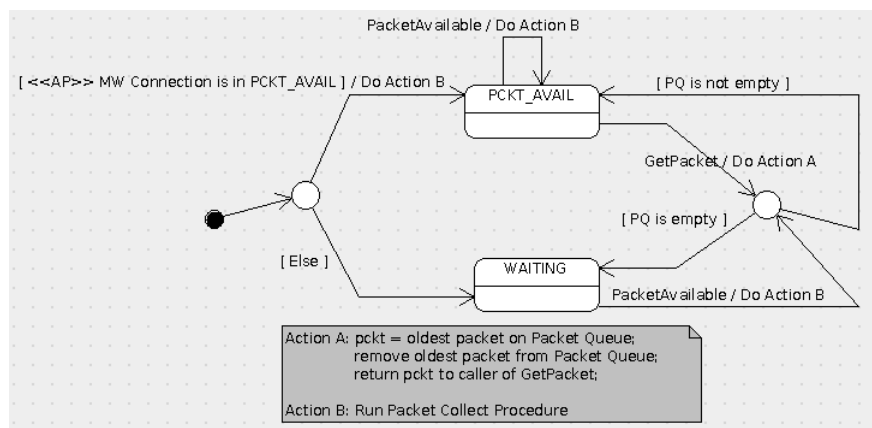 PacketAvailable / Do Action B
[ <<AP>> MW Connection is in PCKT_AVAIL ] / Do Action B
PCKT_AVAIL
[ PQ is not empty ]
GetPacket / Do Action A
[ PQ is empty ]
[ Else ]
WAITING
PacketAvailable / Do Action B
Action A: pckt = oldest packet on Packet Queue;
remove oldest packet from Packet Queue;
return pckt to caller of GetPacket;
Action B: Run Packet Collect Procedure